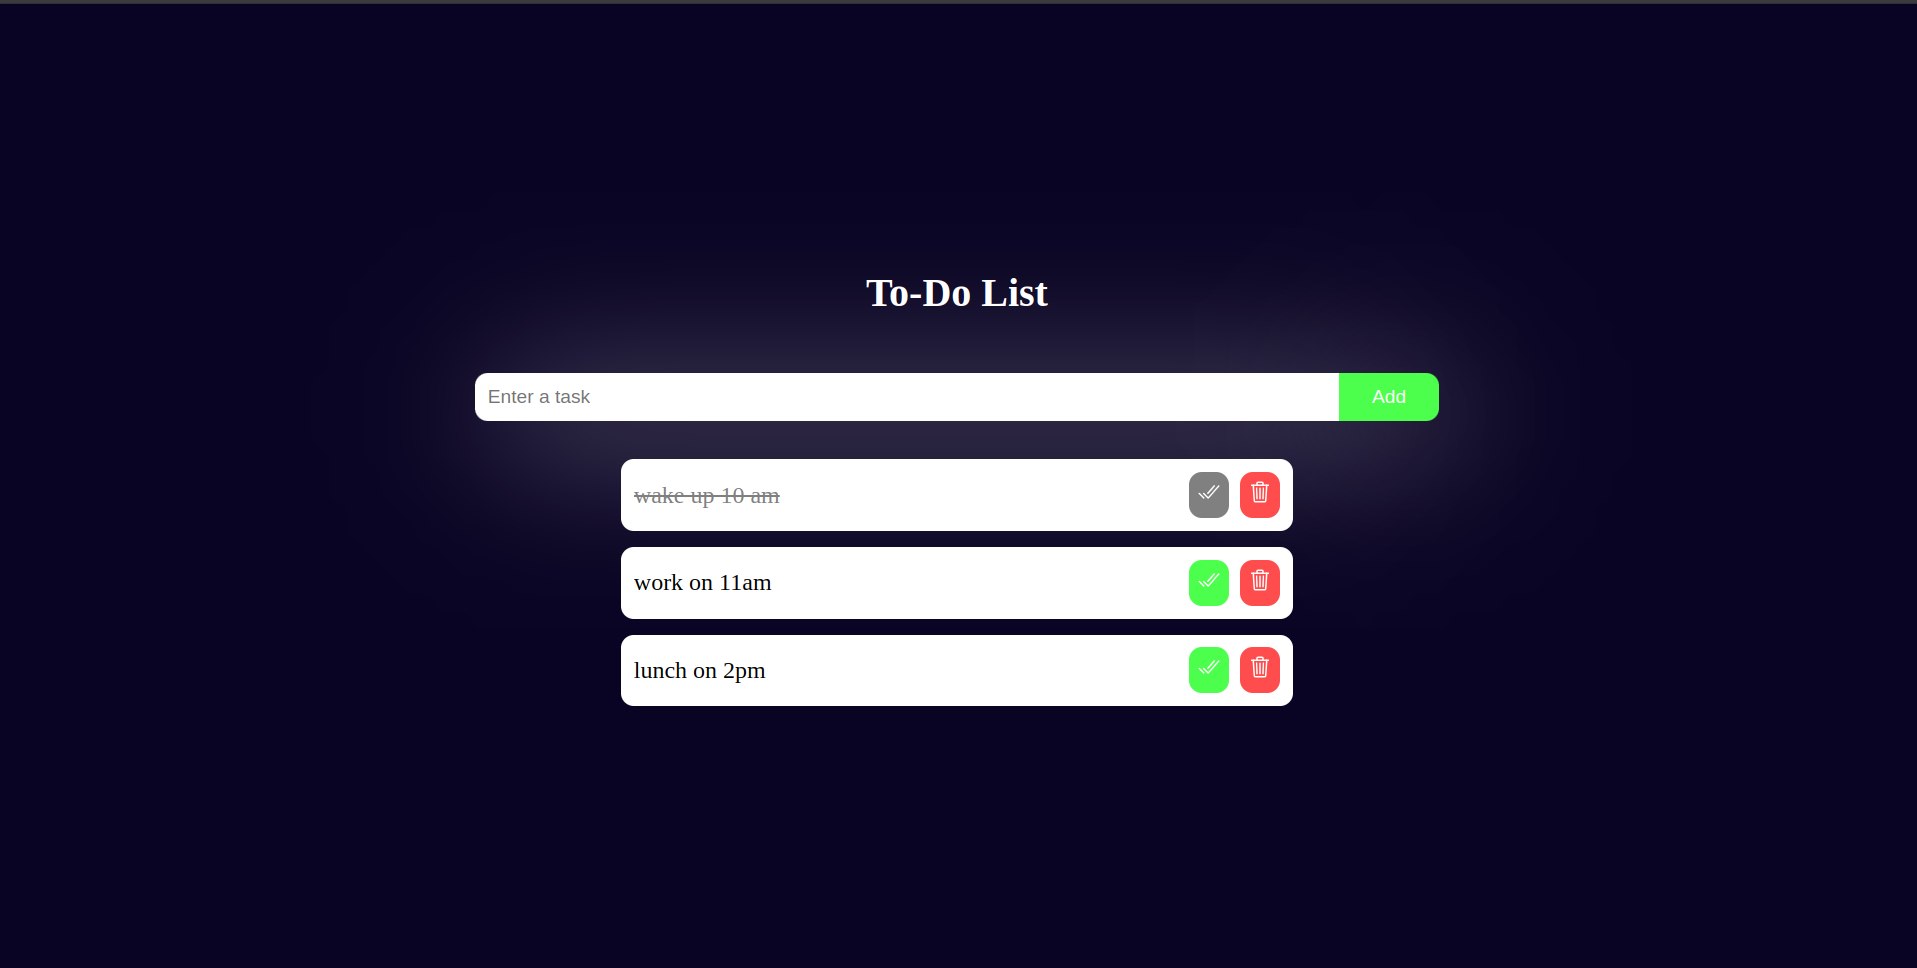 To-Do List
Enter a task
Add
wake up 10 am
work on 11am
lunch on 2pm